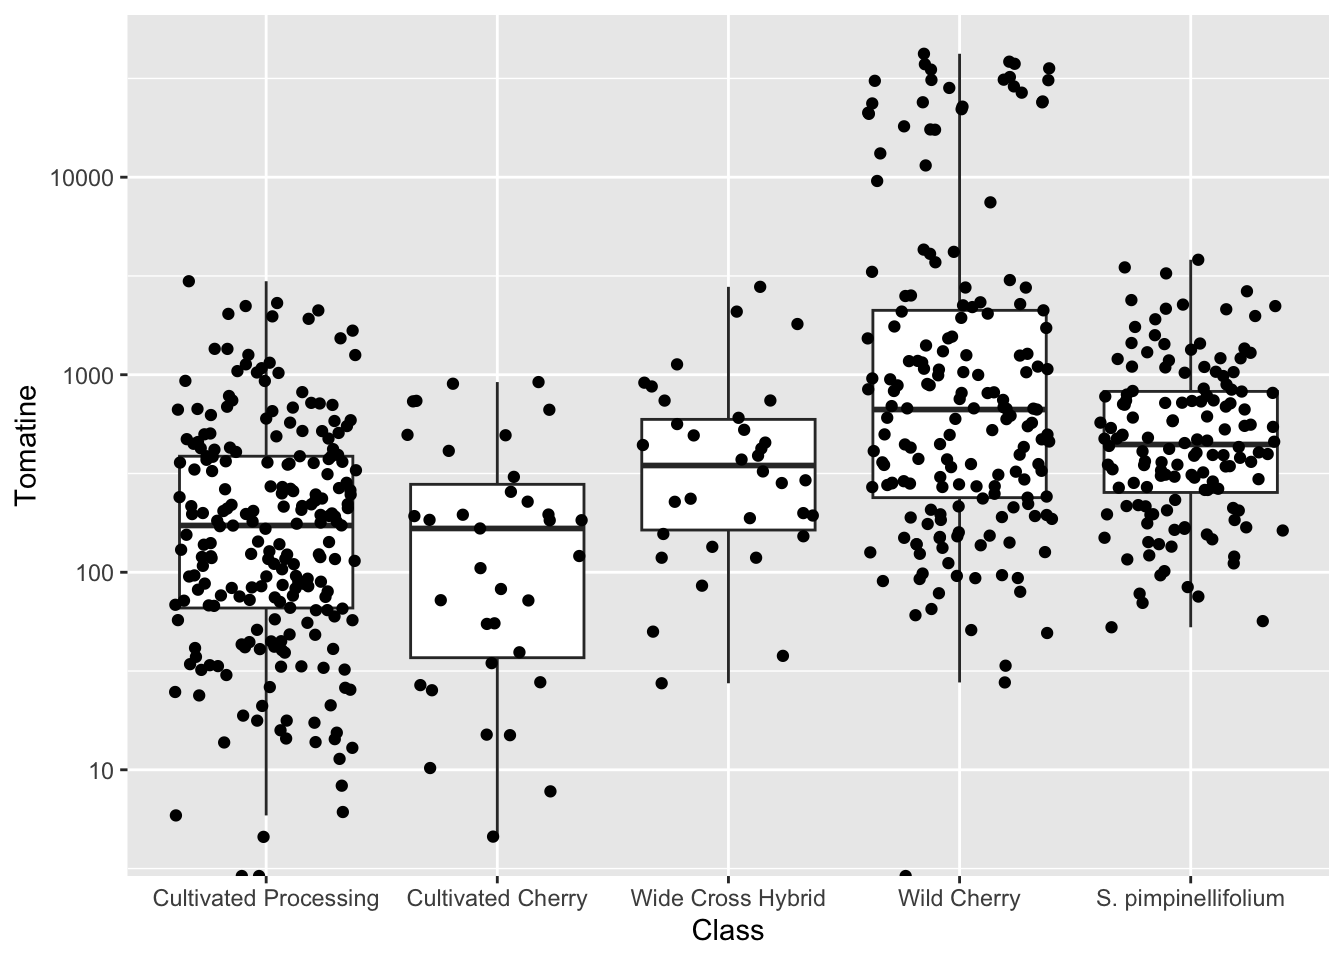 Tomatine
10000
1000
100
10
Cultivated Processing
Cultivated Cherry
Wide Cross Hybrid
Wild Cherry
S. pimpinellifolium
Class